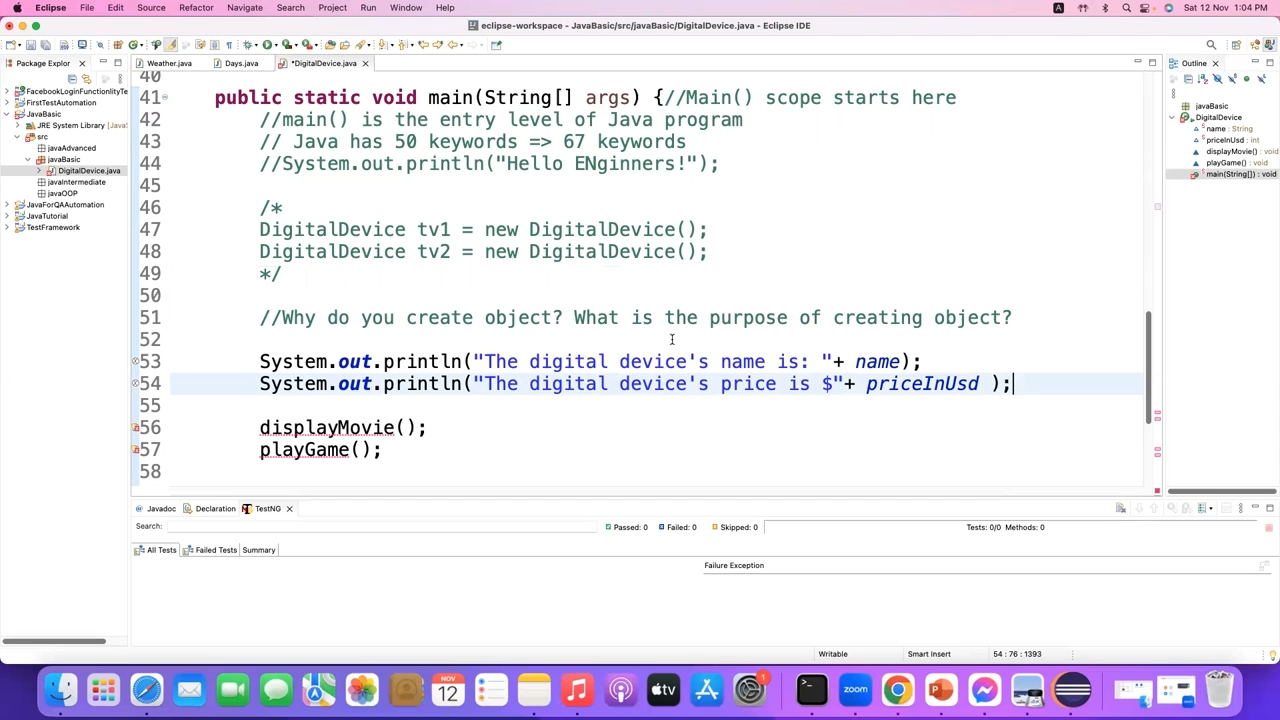 Eclipse File Edit Source Refactor Navigate Search Project Run Window Help A Sat 12 Nov 1:04 PM
eclipse-workspace - JavaBasic/src/javaBasic/DigitalDevice.java - Eclipse IDE
Package Explor
Weather.java Days.java *DigitalDevice.java
Outline
FacebookLoginFunctionlityTe
FirstTestAutomation
JavaBasic
JRE System Library [Java
src
javaAdvanced
javaBasic
DigitalDevice.java
javaIntermediate
javaOOP
JavaForQAAutomation
JavaTutorial
TestFramework
40
41 public static void main(String[] args) {//Main() scope starts here
42 //main() is the entry level of Java program
43 // Java has 50 keywords => 67 keywords
44 //System.out.println("Hello ENginners!");
45
46 /*
47 DigitalDevice tv1 = new DigitalDevice();
48 DigitalDevice tv2 = new DigitalDevice();
49 */
50
51 //Why do you create object? What is the purpose of creating object?
52
53 System.out.println("The digital device's name is: "+ name);
54 System.out.println("The digital device's price is $"+ priceInUsd );
55
56 displayMovie();
57 playGame();
58
javaBasic
DigitalDevice
name : String
priceInUsd : int
displayMovie() : void
playGame() : void
main(String[]) : void
Javadoc Declaration TestNG
Search: Passed: 0 Failed: 0 Skipped: 0 Tests: 0/0 Methods: 0
All Tests Failed Tests Summary
Failure Exception
Writable Smart Insert 54 : 76 : 1393
NOV
12
tv
zoom
1